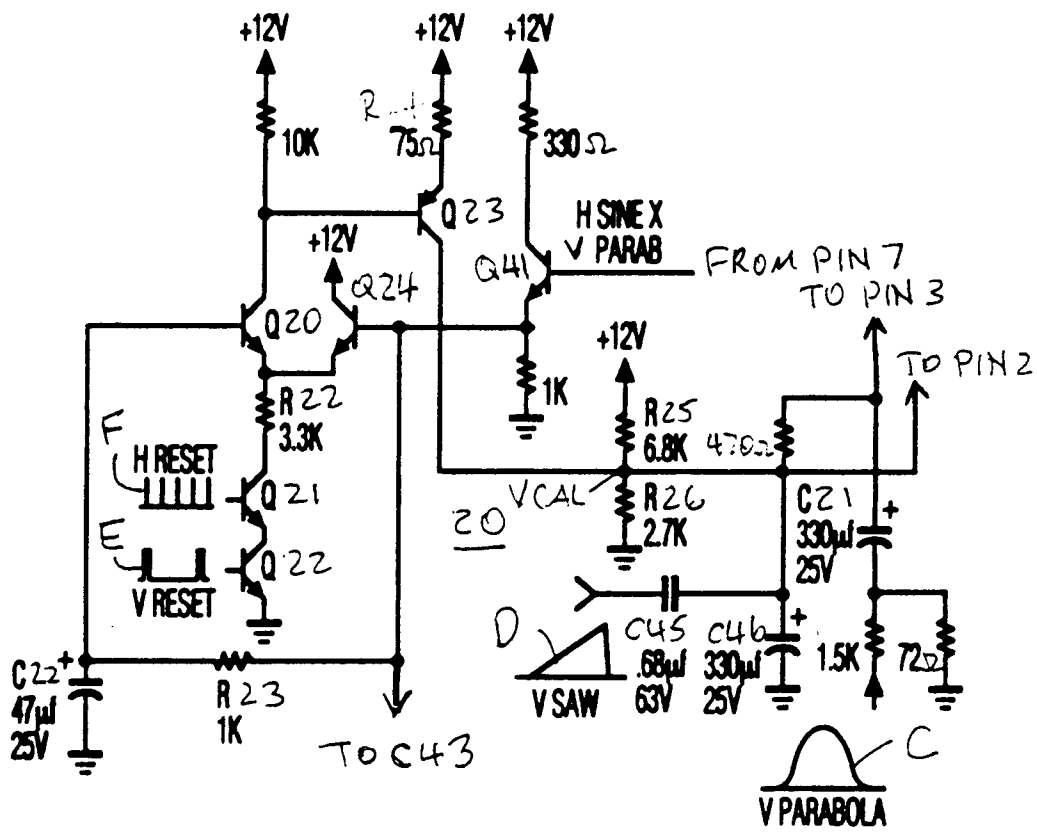 +12V
+12V
+12V
10K
75Ω
330Ω
Q23
H SINE X
V PARAB
FROM PIN 7
TO PIN 3
+12V
Q24
Q41
Q20
+12V
TO PIN 2
R22
3.3K
1K
R25
6.8K
470Ω
F
H RESET
Q21
VCAL
R26
2.7K
20
C21
330µf
25V
E
Q22
V RESET
D
V SAW
C45
.68µf
63V
C46
330µf
25V
1.5K
72Ω
C22
47µf
25V
R23
1K
TO C43
C
V PARABOLA